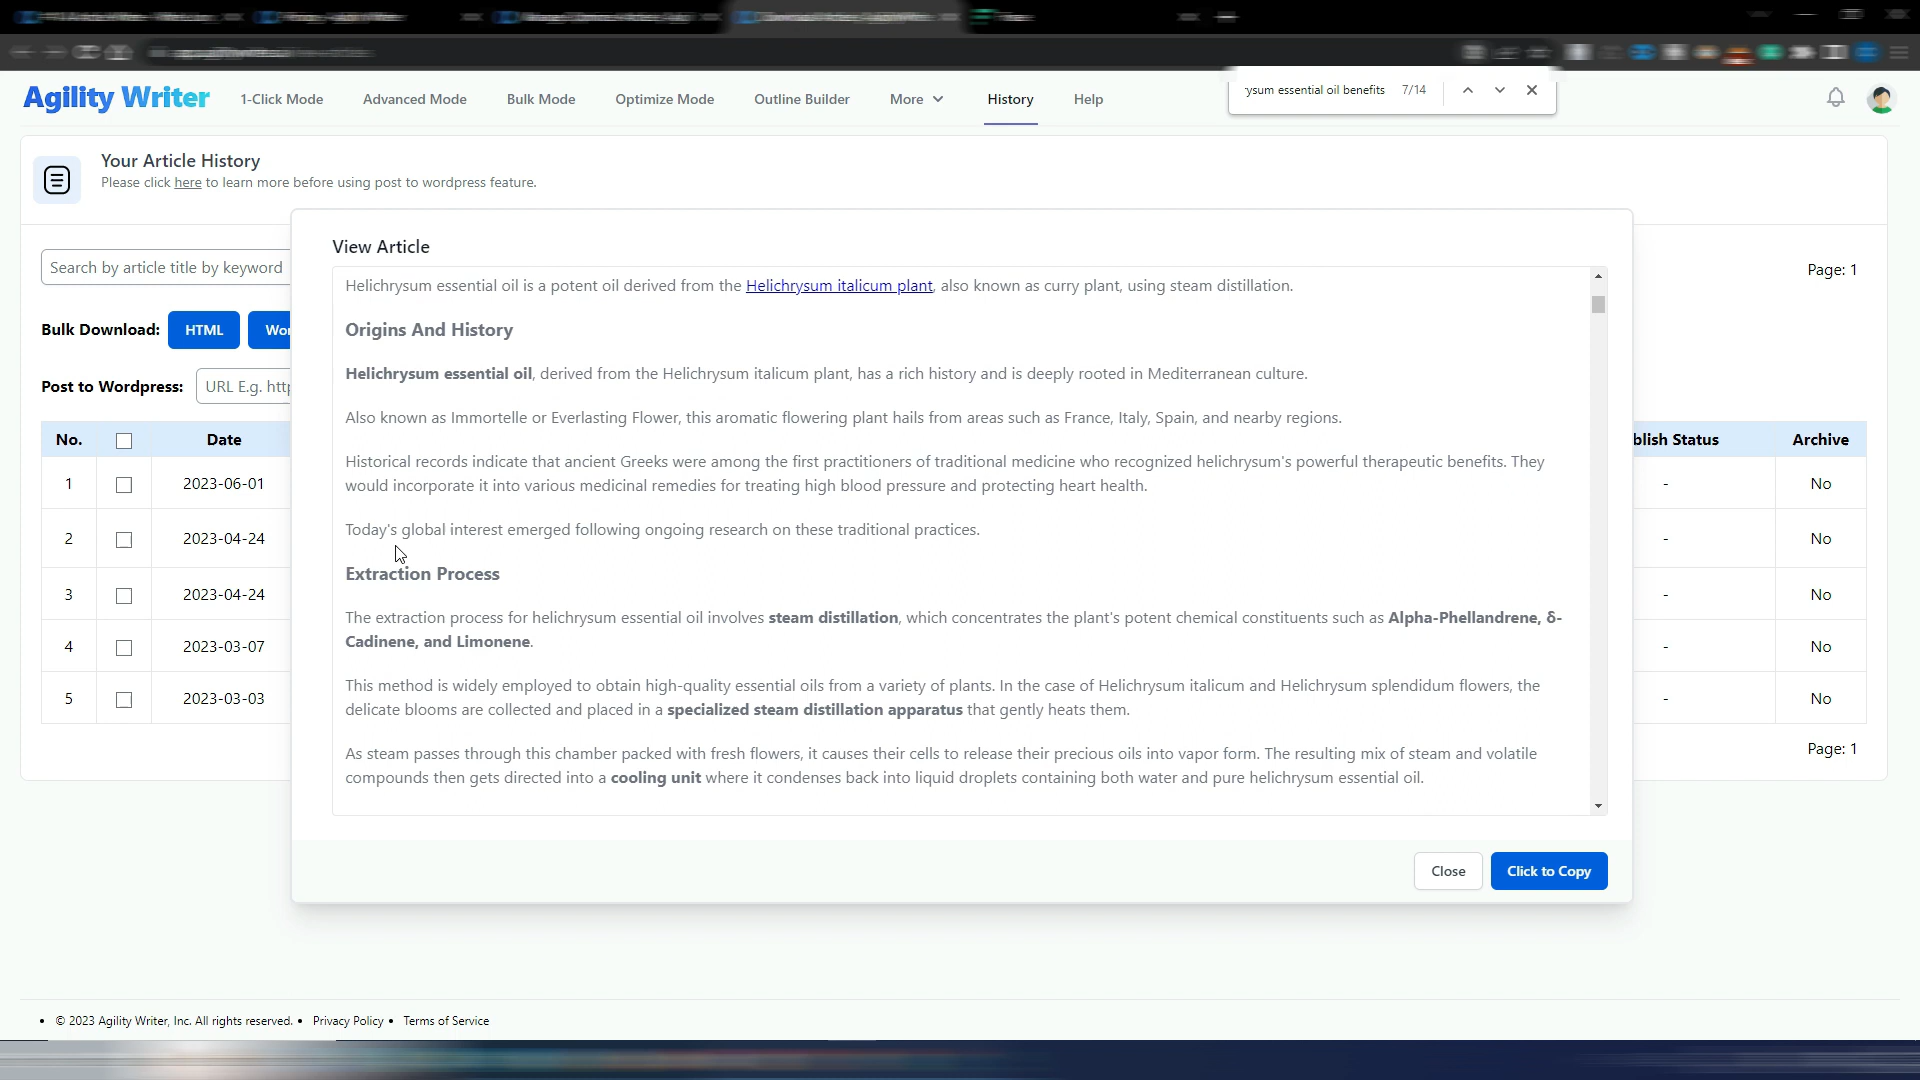 Agility Writer 1-Click Mode Advanced Mode Bulk Mode Optimize Mode Outline Builder More History Help
essential oil benefits 7/14
Your Article History
Please click here to learn more before using post to wordpress feature.
View Article
Search by article title by keyword
Page: 1
Bulk Download: HTML
Post to Wordpress: URL E.g.
No. Date
Status Archive
1 2023-06-01 - No
2 2023-04-24 - No
3 2023-04-24 - No
4 2023-03-07 - No
5 2023-03-03 - No
Page: 1
Helichrysum essential oil is a potent oil derived from the Helichrysum italicum plant, also known as curry plant, using steam distillation.
Origins And History
Helichrysum essential oil, derived from the Helichrysum italicum plant, has a rich history and is deeply rooted in Mediterranean culture.
Also known as Immortelle or Everlasting Flower, this aromatic flowering plant hails from areas such as France, Italy, Spain, and nearby regions.
Historical records indicate that ancient Greeks were among the first practitioners of traditional medicine who recognized helichrysum's powerful therapeutic benefits. They
would incorporate it into various medicinal remedies for treating high blood pressure and protecting heart health.
Today's global interest emerged following ongoing research on these traditional practices.
Extraction Process
The extraction process for helichrysum essential oil involves steam distillation, which concentrates the plant's potent chemical constituents such as Alpha-Phellandrene, δ-
Cadinene, and Limonene.
This method is widely employed to obtain high-quality essential oils from a variety of plants. In the case of Helichrysum italicum and Helichrysum splendidum flowers, the
delicate blooms are collected and placed in a specialized steam distillation apparatus that gently heats them.
As steam passes through this chamber packed with fresh flowers, it causes their cells to release their precious oils into vapor form. The resulting mix of steam and volatile
compounds then gets directed into a cooling unit where it condenses back into liquid droplets containing both water and pure helichrysum essential oil.
Close Click to Copy
• © 2023 Agility Writer, Inc. All rights reserved. • Privacy Policy • Terms of Service